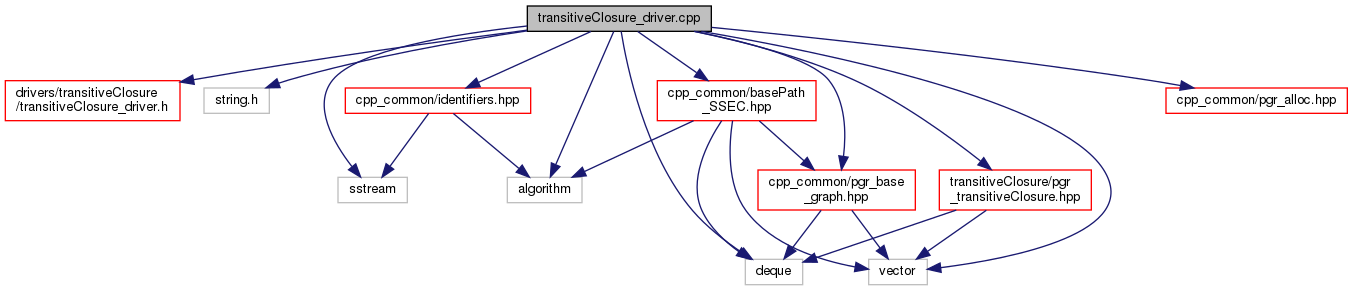 transitiveClosure_driver.cpp
drivers/transitiveClosure
/transitiveClosure_driver.h
string.h
cpp_common/identifiers.hpp
cpp_common/basePath
_SSEC.hpp
cpp_common/pgr_alloc.hpp
sstream
algorithm
cpp_common/pgr_base
_graph.hpp
transitiveClosure/pgr
_transitiveClosure.hpp
deque
vector